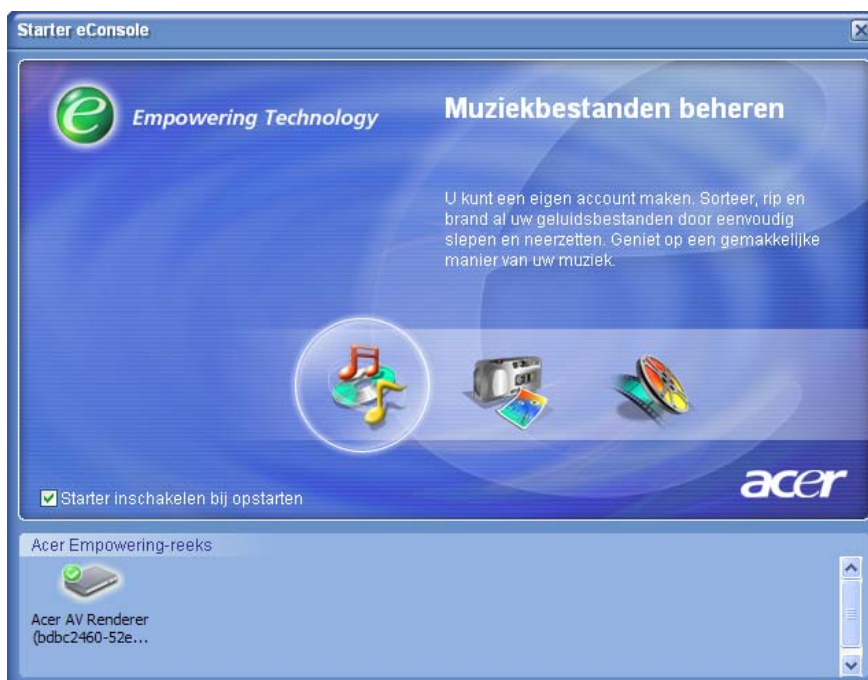 Starter eConsole
e Empowering Technology
Muziekbestanden beheren
U kunt een eigen account maken. Sorteer, rip en
brand al uw geluidsbestanden door eenvoudig
slepen en neerzetten. Geniet op een gemakkelijke
manier van uw muziek.
acer
Starter inschakelen bij opstarten
Acer Empowering-reeks
Acer AV Renderer
(bdbc2460-52e...